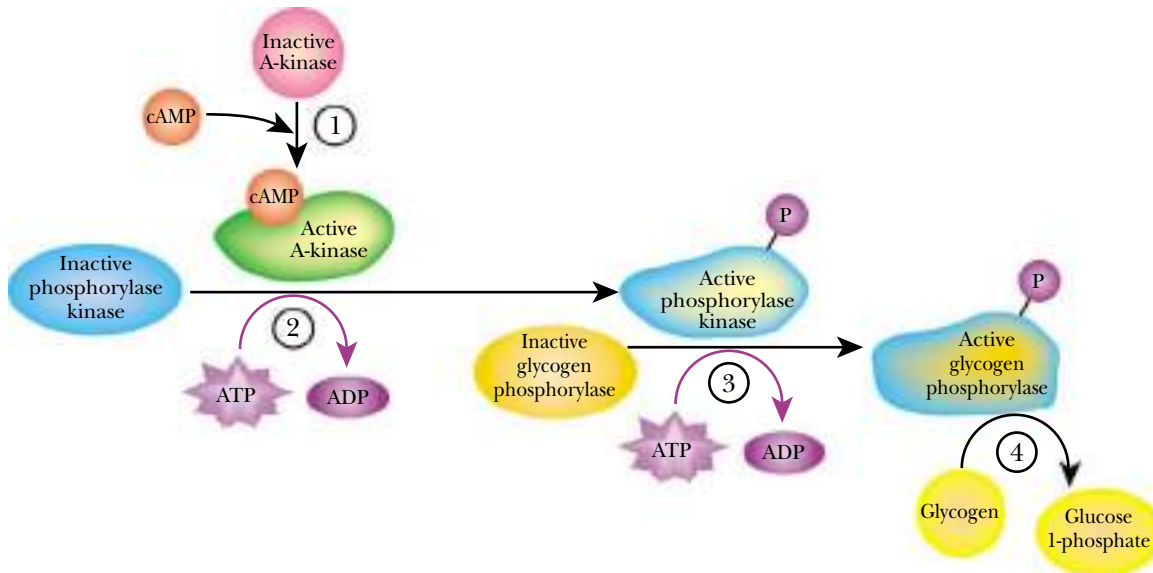 Inactive
A-kinase
cAMP
1
cAMP
Active
A-kinase
Inactive
phosphorylase
kinase
2
ATP
ADP
P
Active
phosphorylase
kinase
Inactive
glycogen
phosphorylase
3
ATP
ADP
P
Active
glycogen
phosphorylase
4
Glycogen
Glucose
1-phosphate